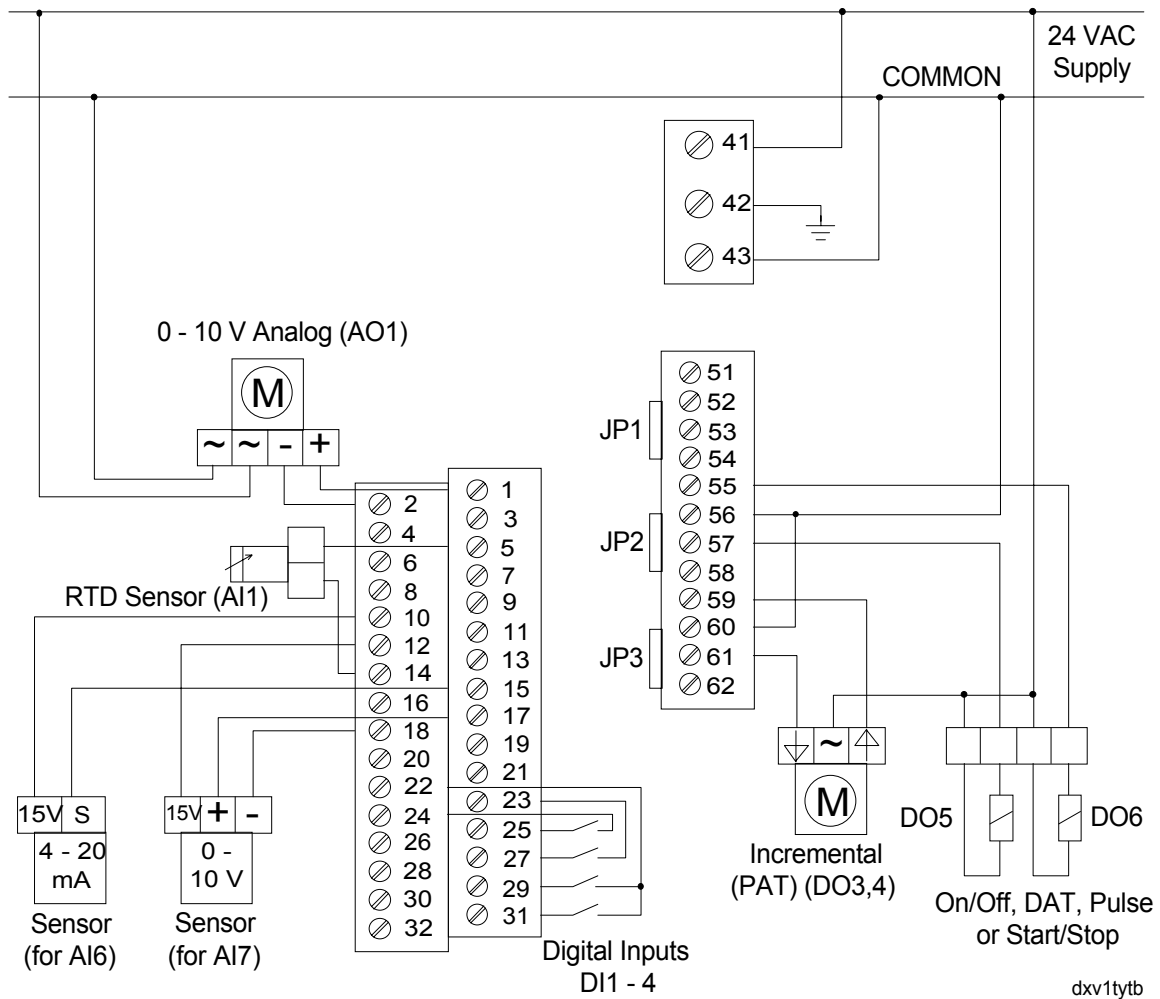 24 VAC
Supply
COMMON
41
42
43
0 - 10 V Analog (AO1)
M
~ ~ - +
JP1
JP2
JP3
51
52
53
54
55
56
57
58
59
60
61
62
2
4
6
8
10
12
14
16
18
20
22
24
26
28
30
32
1
3
5
7
9
11
13
15
17
19
21
23
25
27
29
31
RTD Sensor (AI1)
15V S
4 - 20
mA
Sensor
(for AI6)
15V + -
0 -
10 V
Sensor
(for AI7)
Digital Inputs
DI1 - 4
~
M
Incremental
(PAT) (DO3,4)
DO5
DO6
On/Off, DAT, Pulse
or Start/Stop
dxv1tytb